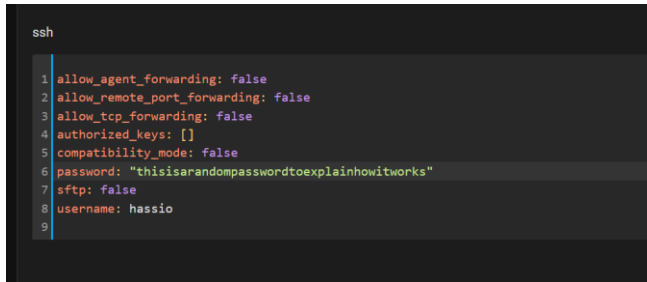 ssh
1 allow_agent_forwarding: false
2 allow_remote_port_forwarding: false
3 allow_tcp_forwarding: false
4 authorized_keys: []
5 compatibility_mode: false
6 password: "thisisarandompasswordtoexplainhowitworks"
7 sftp: false
8 username: hassio
9